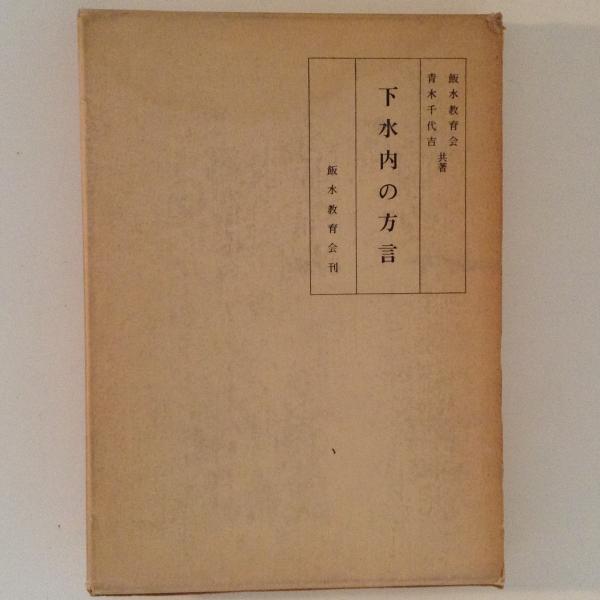 飯水教育会
青木千代吉
共著
下水内の方言
飯水教育会刊